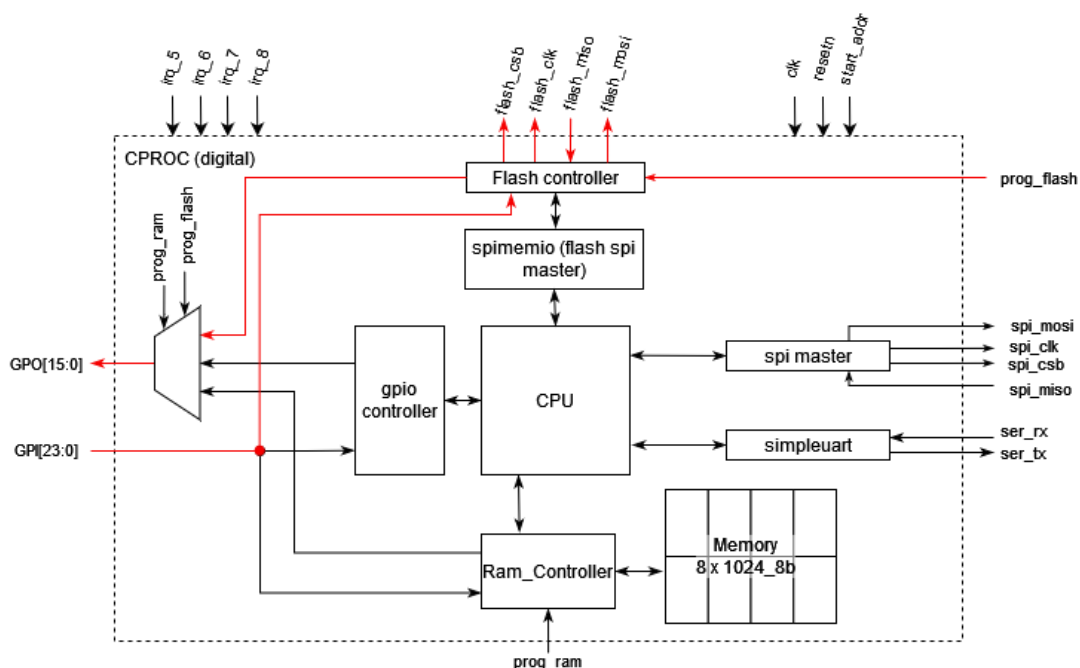 irq_5
irq_6
irq_7
irq_8
flash_csb
flash_clk
flash_miso
flash_mosi
clk
resetn
start_addr
CPROC (digital)
Flash controller
prog_flash
prog_ram
prog_flash
spimemio (flash spi
master)
GPO[15:0]
gpio
controller
CPU
spi master
spi_mosi
spi_clk
spi_csb
spi_miso
GPI[23:0]
simpleuart
ser_rx
ser_tx
Ram_Controller
Memory
8 x 1024_8b
prog_ram